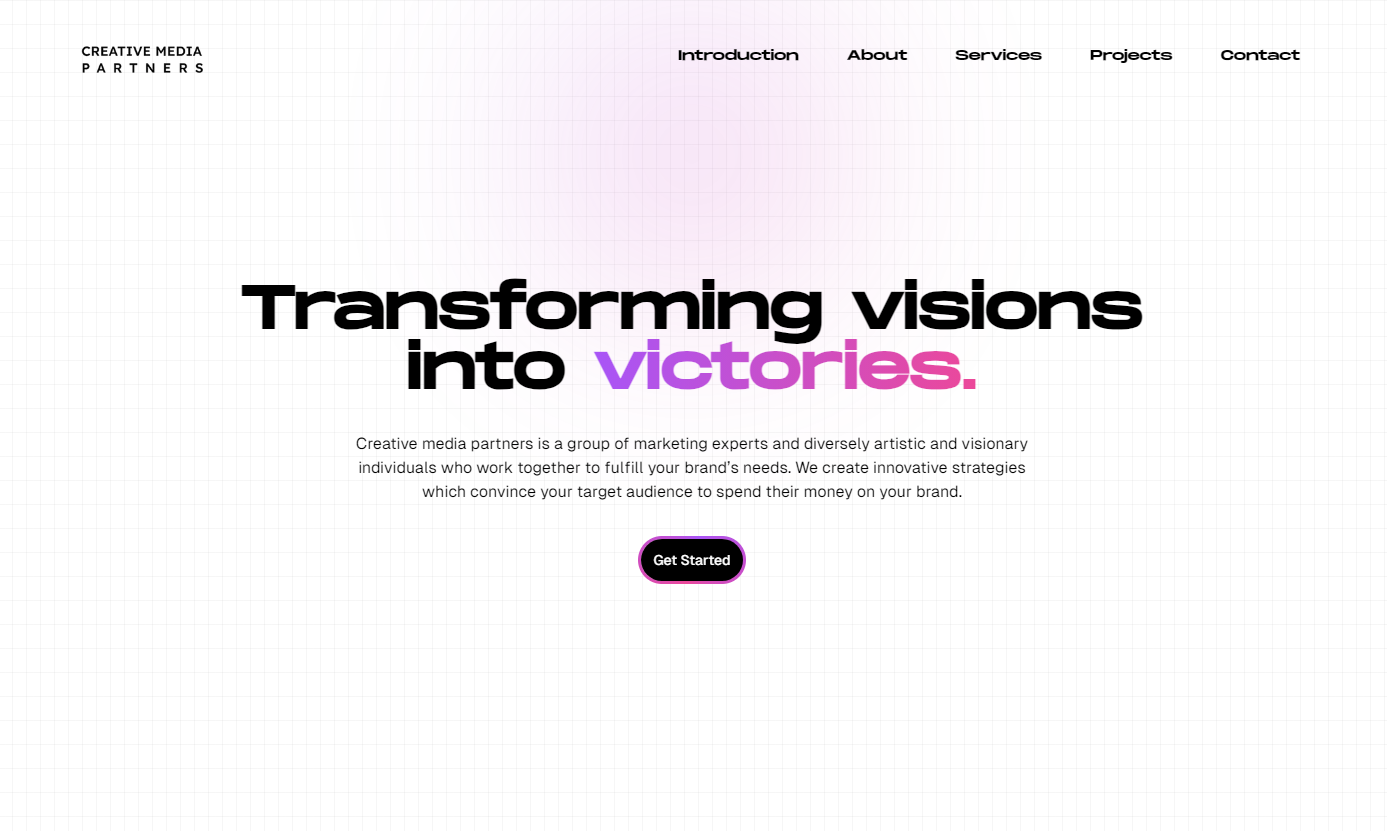 CREATIVE MEDIA
PARTNERS
Introduction About Services Projects Contact
Transforming visions
into victories.
Creative media partners is a group of marketing experts and diversely artistic and visionary
individuals who work together to fulfill your brand’s needs. We create innovative strategies
which convince your target audience to spend their money on your brand.
Get Started